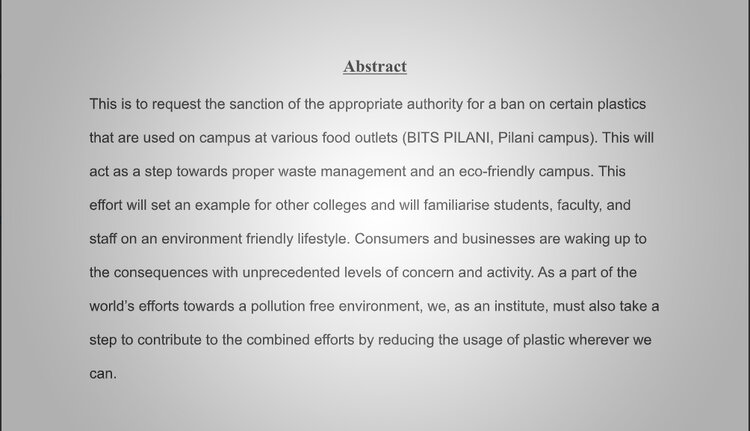 Abstract
This is to request the sanction of the appropriate authority for a ban on certain plastics
that are used on campus at various food outlets (BITS PILANI, Pilani campus). This will
act as a step towards proper waste management and an eco-friendly campus. This
effort will set an example for other colleges and will familiarise students, faculty, and
staff on an environment friendly lifestyle. Consumers and businesses are waking up to
the consequences with unprecedented levels of concern and activity. As a part of the
world’s efforts towards a pollution free environment, we, as an institute, must also take a
step to contribute to the combined efforts by reducing the usage of plastic wherever we
can.